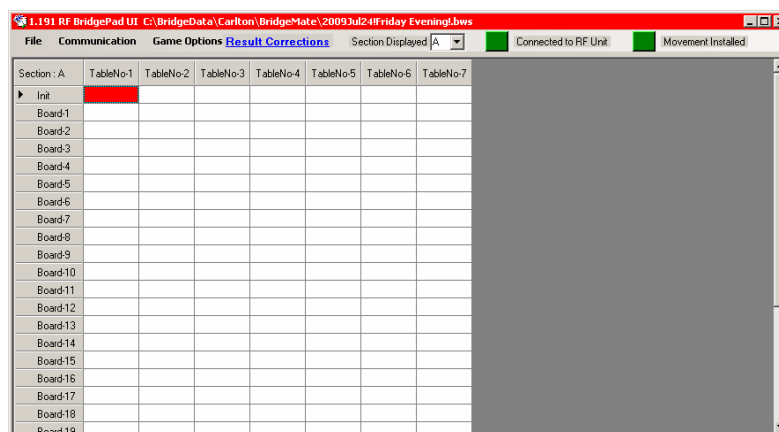 1.191 RF BridgePad UI C:\BridgeData\Carlton\BridgeMate\2009Jul24!Friday Evening!.bws
File Communication Game Options Result Corrections Section Displayed A Connected to RF Unit Movement Installed
Section : A TableNo-1 TableNo-2 TableNo-3 TableNo-4 TableNo-5 TableNo-6 TableNo-7
Init
Board-1
Board-2
Board-3
Board-4
Board-5
Board-6
Board-7
Board-8
Board-9
Board-10
Board-11
Board-12
Board-13
Board-14
Board-15
Board-16
Board-17
Board-18
Board-19